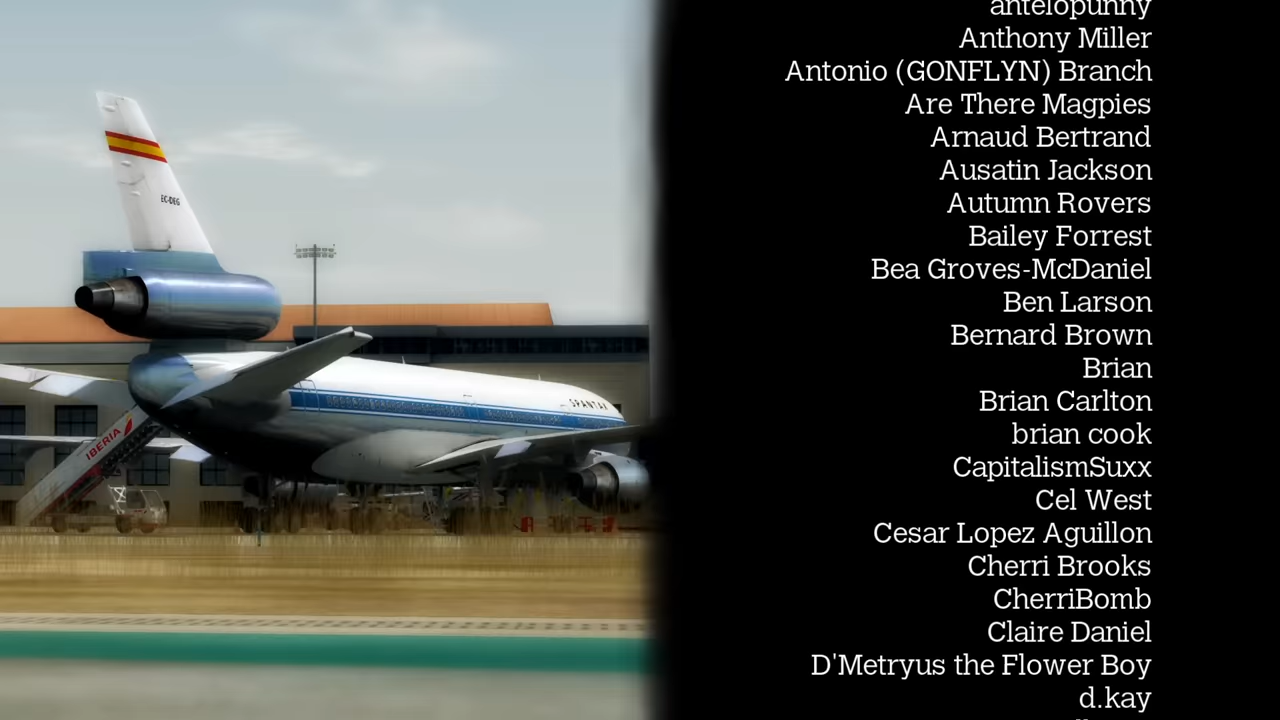 EC-DEG
IBERIA
SPANTAX
antelopunny
Anthony Miller
Antonio (GONFLYN) Branch
Are There Magpies
Arnaud Bertrand
Ausatin Jackson
Autumn Rovers
Bailey Forrest
Bea Groves-McDaniel
Ben Larson
Bernard Brown
Brian
Brian Carlton
brian cook
CapitalismSuxx
Cel West
Cesar Lopez Aguillon
Cherri Brooks
CherriBomb
Claire Daniel
D'Metryus the Flower Boy
d.kay